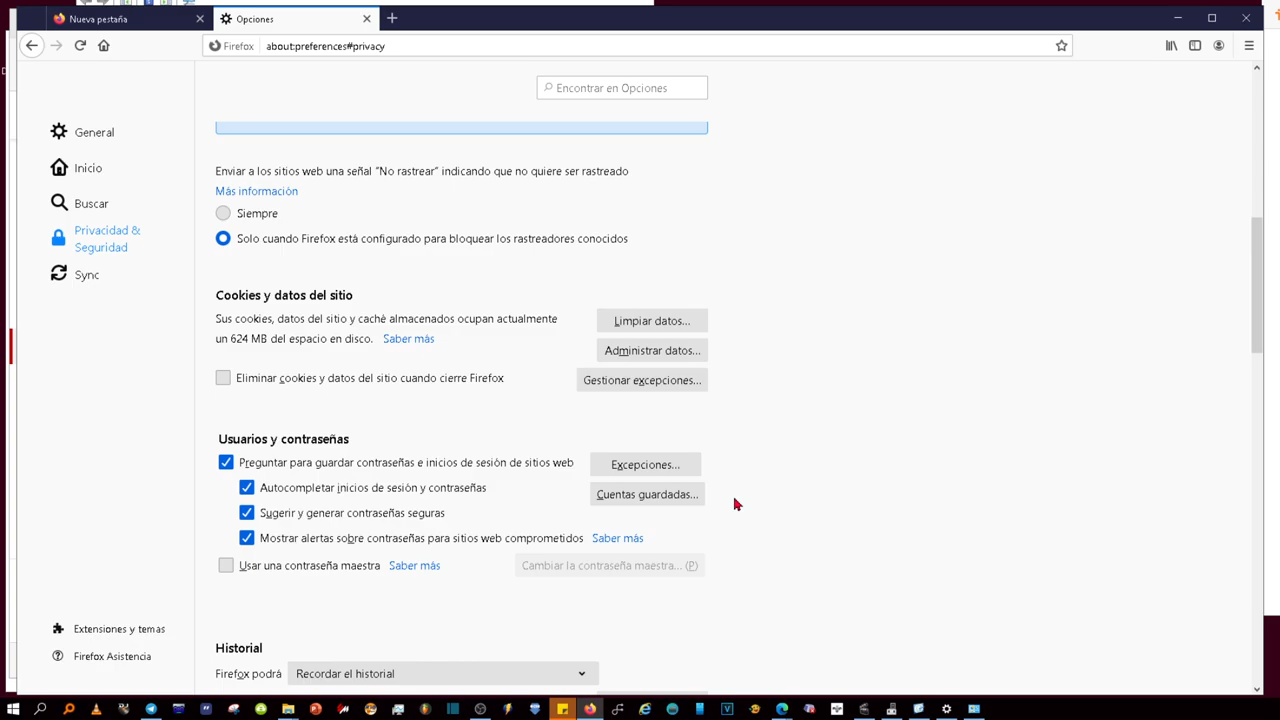 Nueva pestaña
Opciones
Firefox
about:preferences#privacy
Encontrar en Opciones
General
Inicio
Buscar
Privacidad &
Seguridad
Sync
Extensiones y temas
Firefox Asistencia
Enviar a los sitios web una señal “No rastrear” indicando que no quiere ser rastreado
Más información
Siempre
Solo cuando Firefox está configurado para bloquear los rastreadores conocidos
Cookies y datos del sitio
Sus cookies, datos del sitio y caché almacenados ocupan actualmente
un 624 MB del espacio en disco. Saber más
Limpiar datos...
Administrar datos...
Eliminar cookies y datos del sitio cuando cierre Firefox
Gestionar excepciones...
Usuarios y contraseñas
Preguntar para guardar contraseñas e inicios de sesión de sitios web
Excepciones...
Autocompletar inicios de sesión y contraseñas
Cuentas guardadas...
Sugerir y generar contraseñas seguras
Mostrar alertas sobre contraseñas para sitios web comprometidos Saber más
Usar una contraseña maestra Saber más
Cambiar la contraseña maestra... (P)
Historial
Firefox podrá Recordar el historial